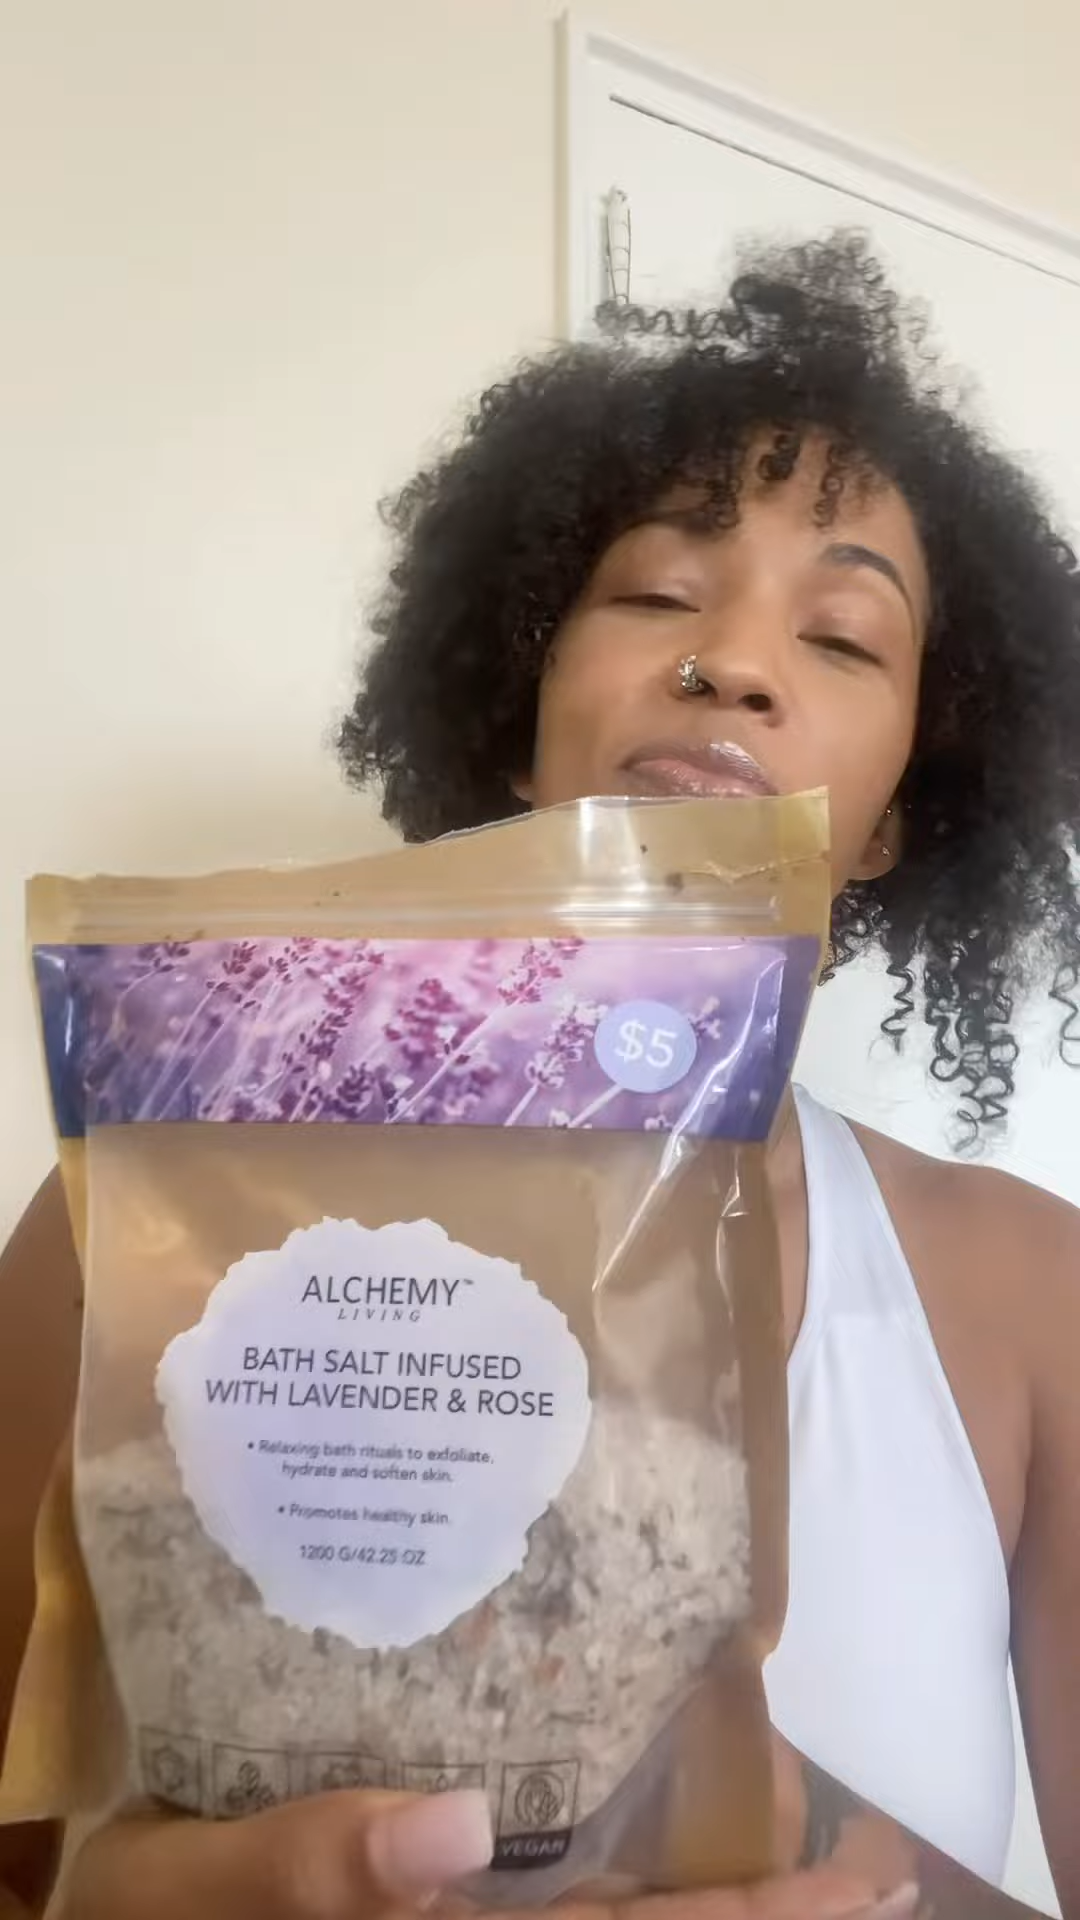 $5
ALCHEMY™
LIVING
BATH SALT INFUSED
WITH LAVENDER & ROSE
• Relaxing bath rituals to exfoliate,
hydrate and soften skin.
• Promotes healthy skin.
1200 G/42.25 OZ
VEGAN